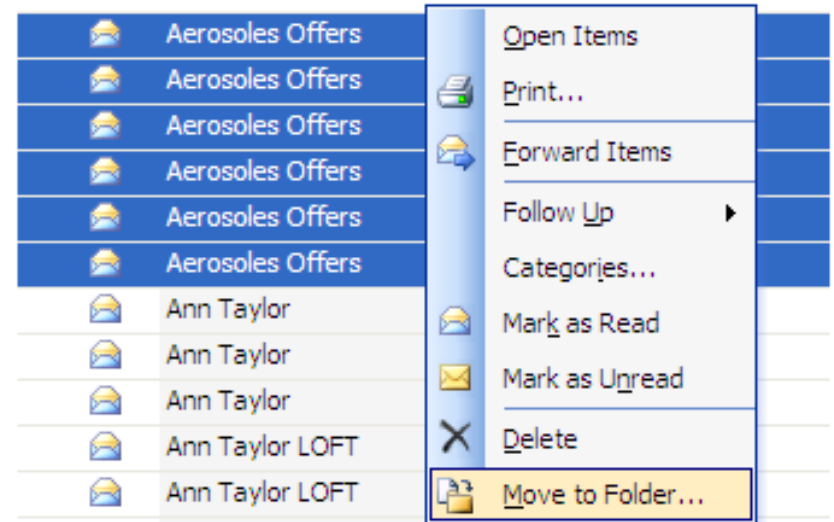 Aerosoles Offers
Aerosoles Offers
Aerosoles Offers
Aerosoles Offers
Aerosoles Offers
Aerosoles Offers
Ann Taylor
Ann Taylor
Ann Taylor
Ann Taylor LOFT
Ann Taylor LOFT
Open Items
Print...
Forward Items
Follow Up
Categories...
Mark as Read
Mark as Unread
Delete
Move to Folder...